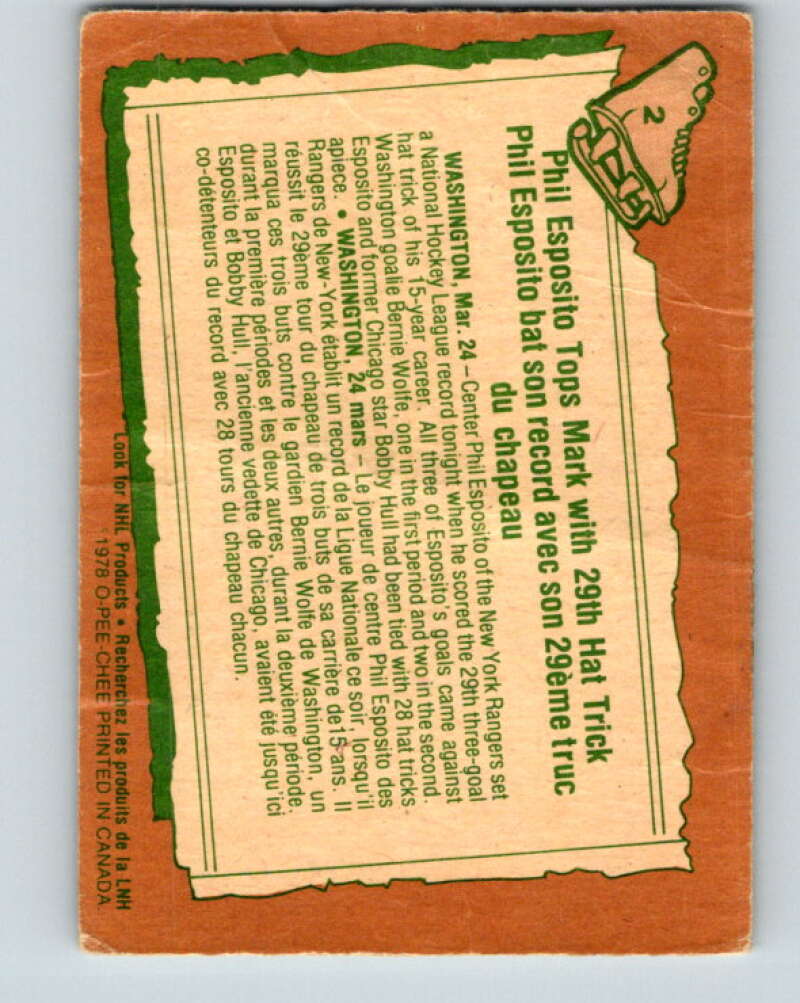 2
Phil Esposito Tops Mark with 29th Hat Trick
Phil Esposito bat son record avec son 29ème truc
du chapeau
WASHINGTON, Mar. 24 – Center Phil Esposito of the New York Rangers set
a National Hockey League record tonight when he scored the 29th three-goal
hat trick of his 15-year career. All three of Esposito's goals came against
Washington goalie Bernie Wolfe, one in the first period and two in the second.
Esposito and former Chicago star Bobby Hull had been tied with 28 hat tricks
apiece. • WASHINGTON, 24 mars – Le joueur de centre Phil Esposito des
Rangers de New-York établit un record de la Ligue Nationale ce soir, lorsqu'il
réussit le 29ème tour du chapeau de trois buts de sa carrière de 15 ans. Il
marqua ces trois buts contre le gardien Bernie Wolfe de Washington, un
durant la première périodes et les deux autres, durant la deuxième période.
Esposito et Bobby Hull, l'ancienne vedette de Chicago, avaient été jusqu'ici
co-détenteurs du record avec 28 tours du chapeau chacun.
Look for NHL Products • Recherchez les produits de la LNH
©1978 O-PEE-CHEE PRINTED IN CANADA.